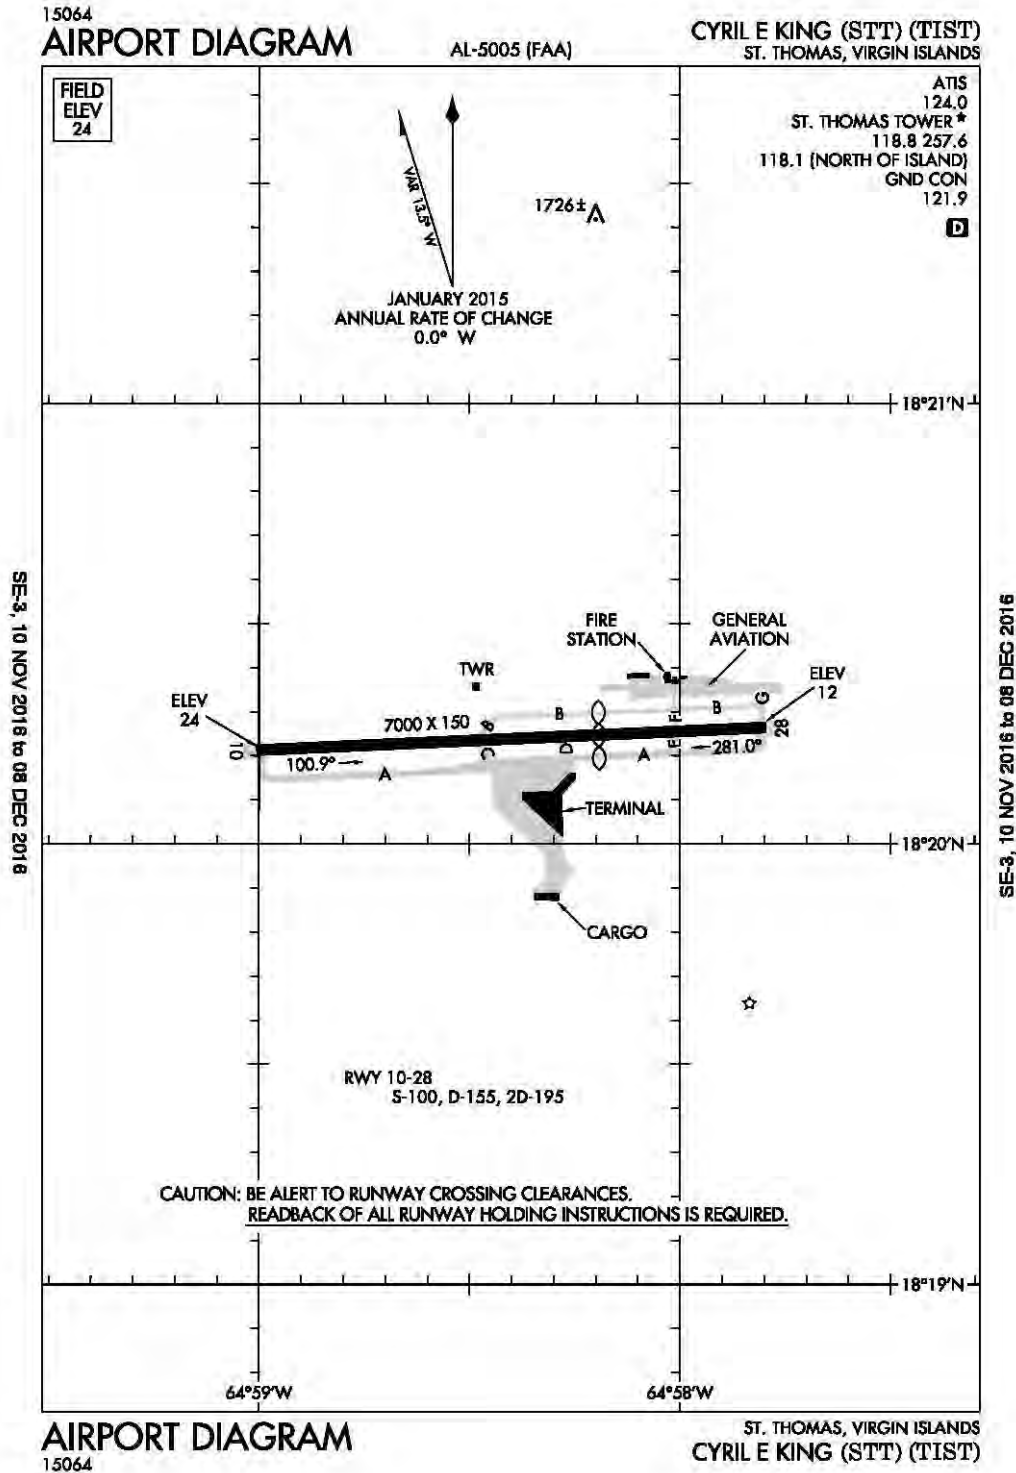 15064
AIRPORT DIAGRAM
AL-5005 (FAA)
CYRIL E KING (STT) (TIST)
ST. THOMAS, VIRGIN ISLANDS
FIELD
ELEV
24
ATIS
124.0
ST. THOMAS TOWER*
118.8 257.6
118.1 (NORTH OF ISLAND)
GND CON
121.9
D
VAR 13.5° W
1726±
JANUARY 2015
ANNUAL RATE OF CHANGE
0.0° W
18°21'N
SE-3, 10 NOV 2016 to 08 DEC 2016
SE-3, 10 NOV 2016 to 08 DEC 2016
FIRE
STATION
GENERAL
AVIATION
TWR
ELEV
12
ELEV
24
7000 X 150
B
B
B
F
G
10
28
100.9°
A
C
D
A
E
281.0°
TERMINAL
18°20'N
CARGO
RWY 10-28
S-100, D-155, 2D-195
CAUTION: BE ALERT TO RUNWAY CROSSING CLEARANCES.
READBACK OF ALL RUNWAY HOLDING INSTRUCTIONS IS REQUIRED.
18°19'N
64°59'W
64°58'W
AIRPORT DIAGRAM
15064
ST. THOMAS, VIRGIN ISLANDS
CYRIL E KING (STT) (TIST)